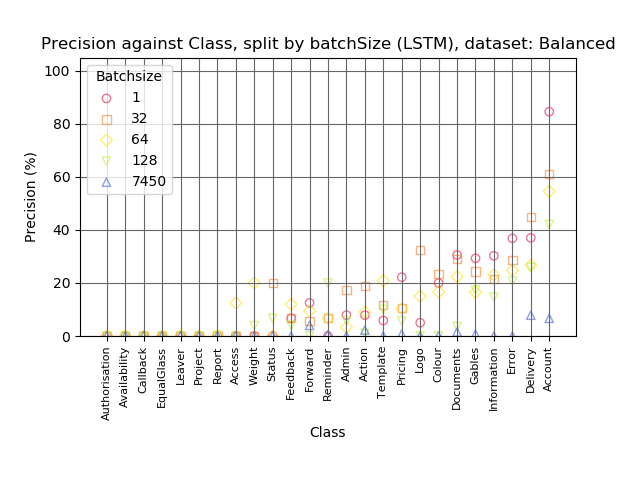 Precision against Class, split by batchSize (LSTM), dataset: Balanced
Precision (%)
100
80
60
40
20
0
Batchsize
1
32
64
128
7450
Authorisation
Availability
Callback
EqualGlass
Leaver
Project
Report
Access
Weight
Status
Feedback
Forward
Reminder
Admin
Action
Template
Pricing
Logo
Colour
Documents
Gables
Information
Error
Delivery
Account
Class